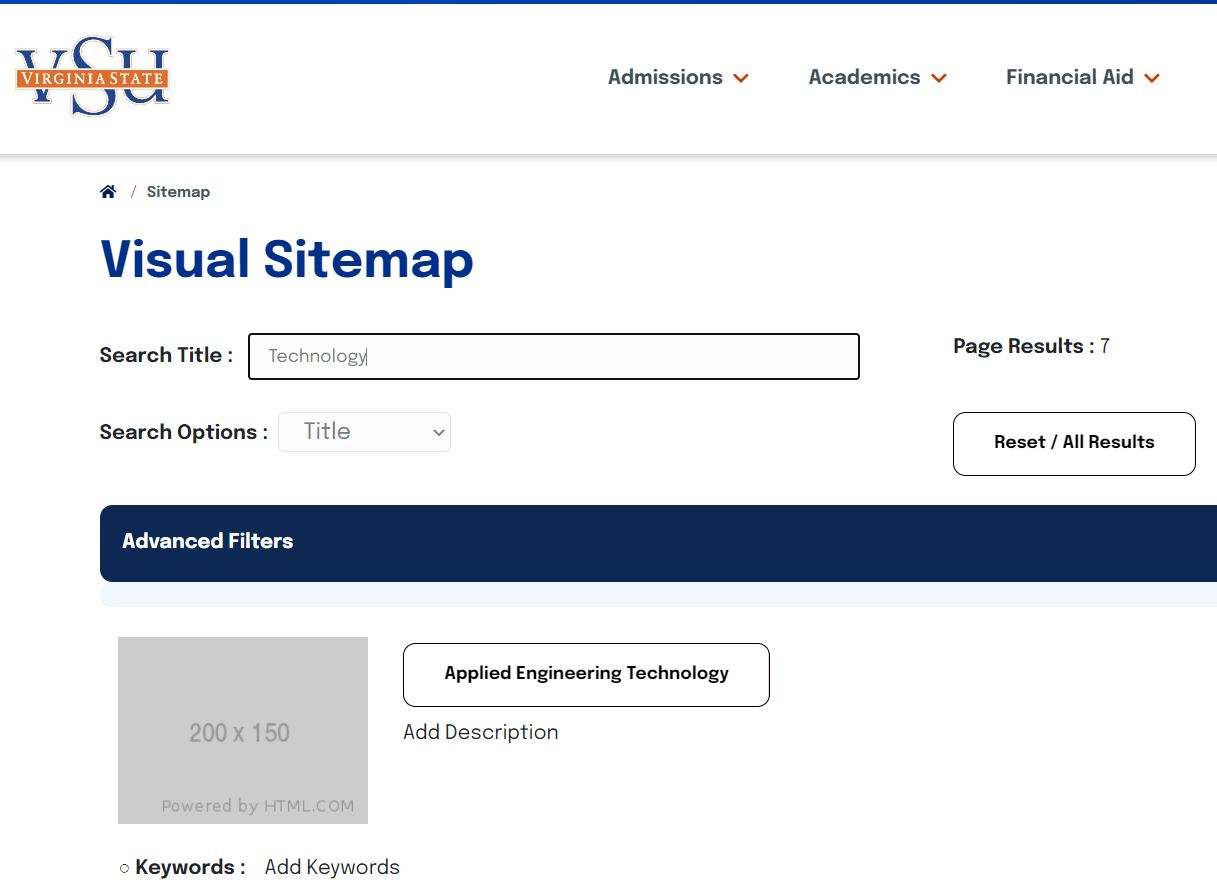 VSU
VIRGINIA STATE
Admissions
Academics
Financial Aid
/ Sitemap
Visual Sitemap
Search Title : Technology
Page Results : 7
Search Options : Title
Reset / All Results
Advanced Filters
200 x 150
Powered by HTML.COM
Applied Engineering Technology
Add Description
Keywords : Add Keywords